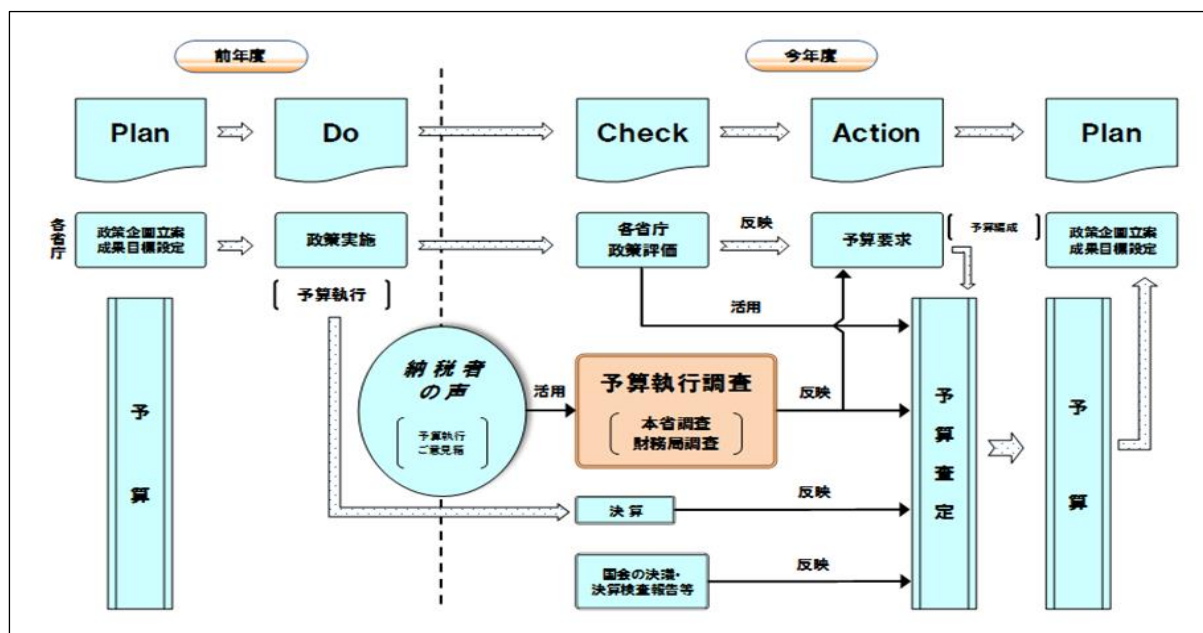 前年度
今年度
Plan
Do
Check
Action
Plan
各省庁
政策企画立案
成果目標設定
政策実施
各省庁
政策評価
反映
予算要求
予算編成
政策企画立案
成果目標設定
予算執行
活用
納税者
の声
予算執行
ご意見箱
活用
予算執行調査
本省調査
財務局調査
反映
予算
予算査定
予算
決算
反映
国会の決議・
決算検査報告等
反映